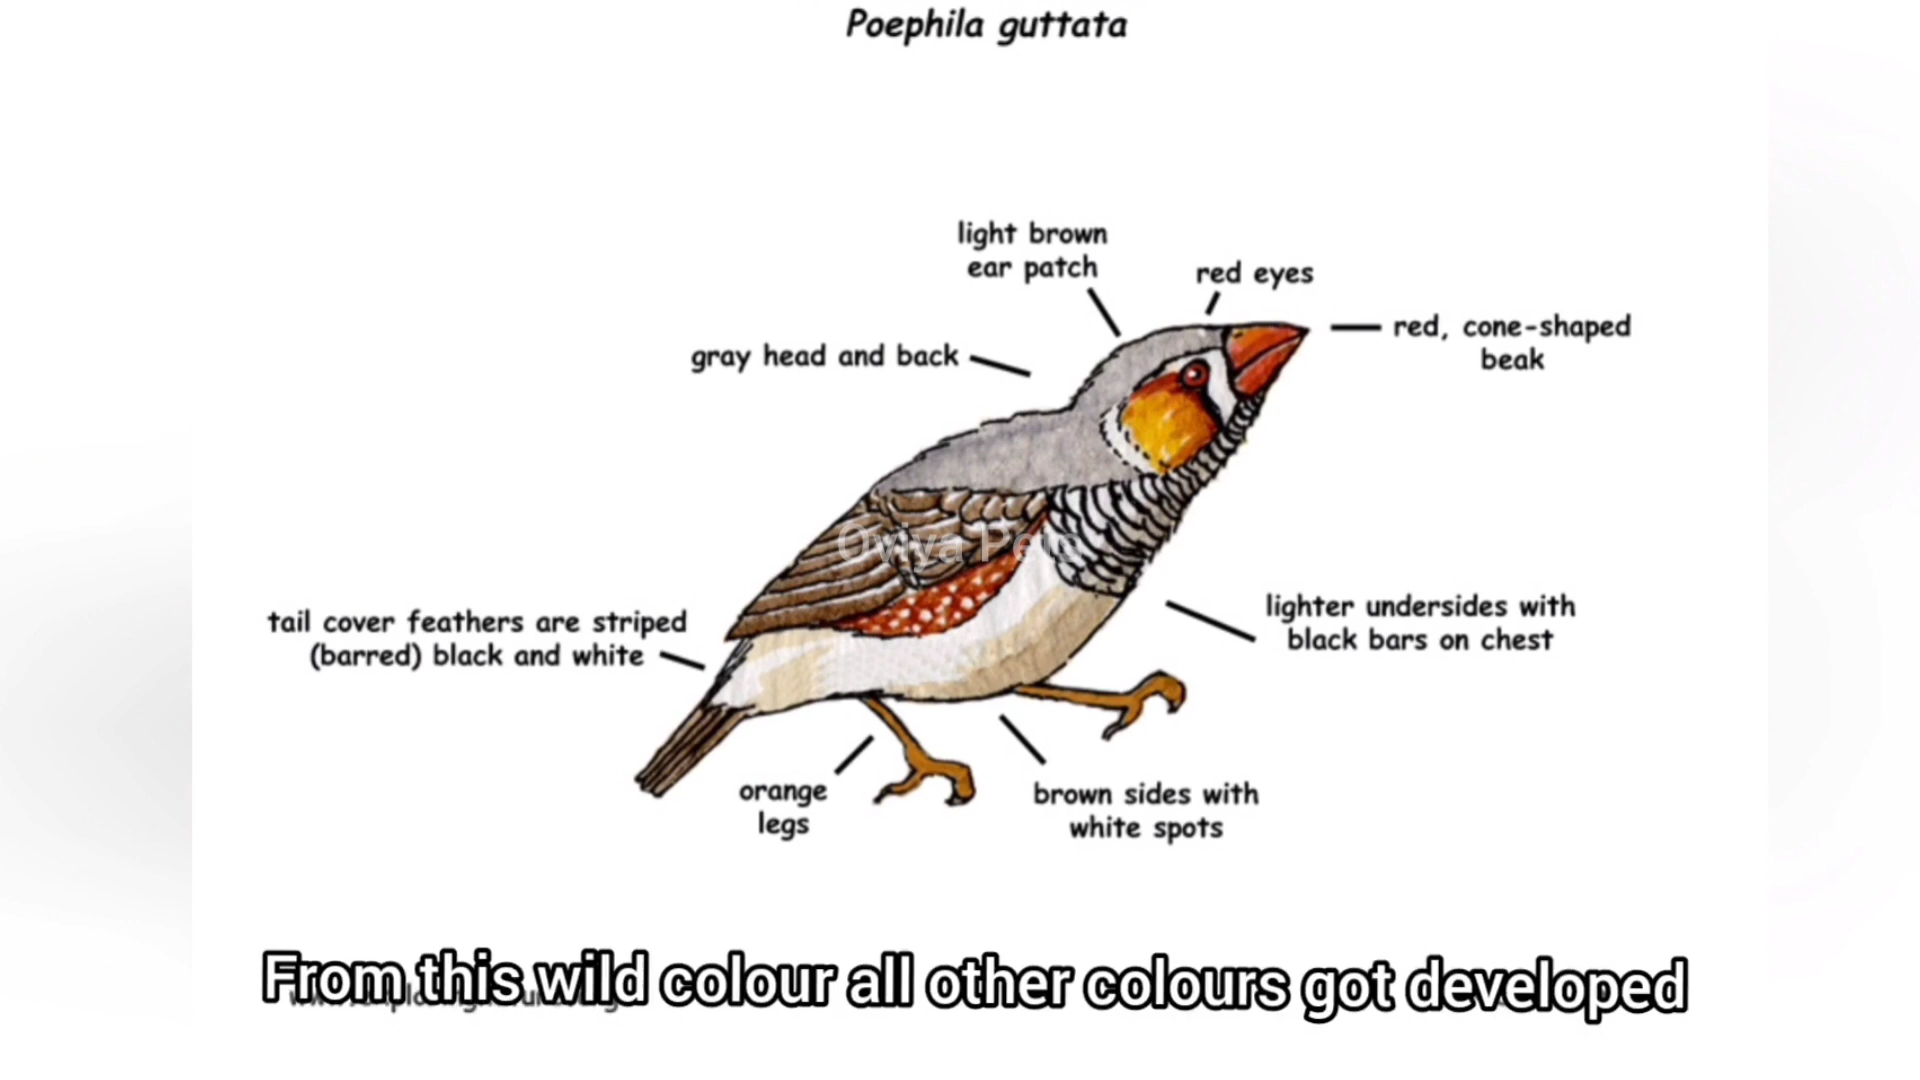 Poephila guttata
light brown
ear patch
red eyes
red, cone-shaped
beak
gray head and back
Oviya Pets
tail cover feathers are striped
(barred) black and white
lighter undersides with
black bars on chest
orange
legs
brown sides with
white spots
From this wild colour all other colours got developed